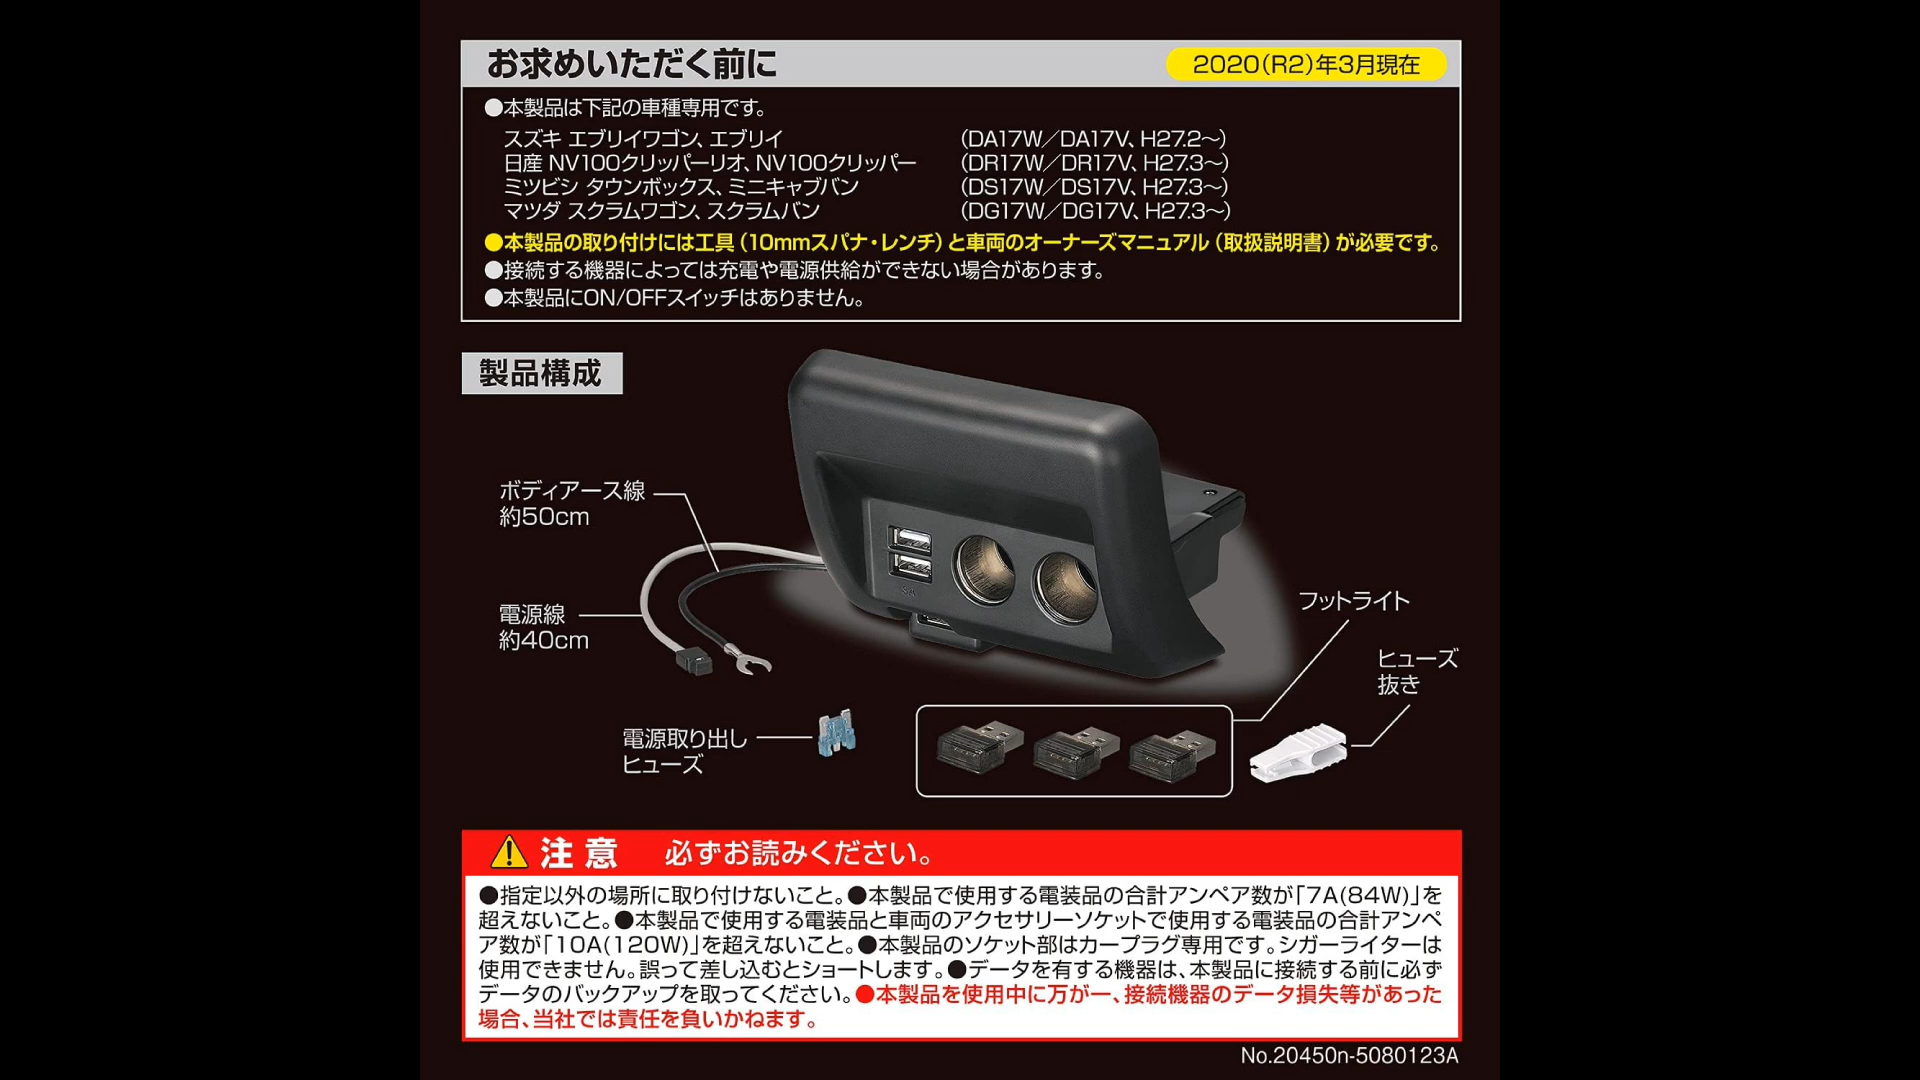 お求めいただく前に
2020(R2)年3月現在
●本製品は下記の車種専用です。
スズキ エブリイワゴン、エブリイ (DA17W/DA17V、H27.2〜)
日産 NV100クリッパーリオ、NV100クリッパー (DR17W/DR17V、H27.3〜)
ミツビシ タウンボックス、ミニキャブバン (DS17W/DS17V、H27.3〜)
マツダ スクラムワゴン、スクラムバン (DG17W/DG17V、H27.3〜)
●本製品の取り付けには工具(10mmスパナ・レンチ)と車両のオーナーズマニュアル(取扱説明書)が必要です。
●接続する機器によっては充電や電源供給ができない場合があります。
●本製品にON/OFFスイッチはありません。
製品構成
ボディアース線
約50cm
電源線
約40cm
フットライト
ヒューズ
抜き
電源取り出し
ヒューズ
注意 必ずお読みください。
●指定以外の場所に取り付けないこと。●本製品で使用する電装品の合計アンペア数が「7A(84W)」を
超えないこと。●本製品で使用する電装品と車両のアクセサリーソケットで使用する電装品の合計アンペ
ア数が「10A(120W)」を超えないこと。●本製品のソケット部はカープラグ専用です。シガーライターは
使用できません。誤って差し込むとショートします。●データを有する機器は、本製品に接続する前に必ず
データのバックアップを取ってください。●本製品を使用中に万が一、接続機器のデータ損失等があった
場合、当社では責任を負いかねます。
No.20450n-5080123A